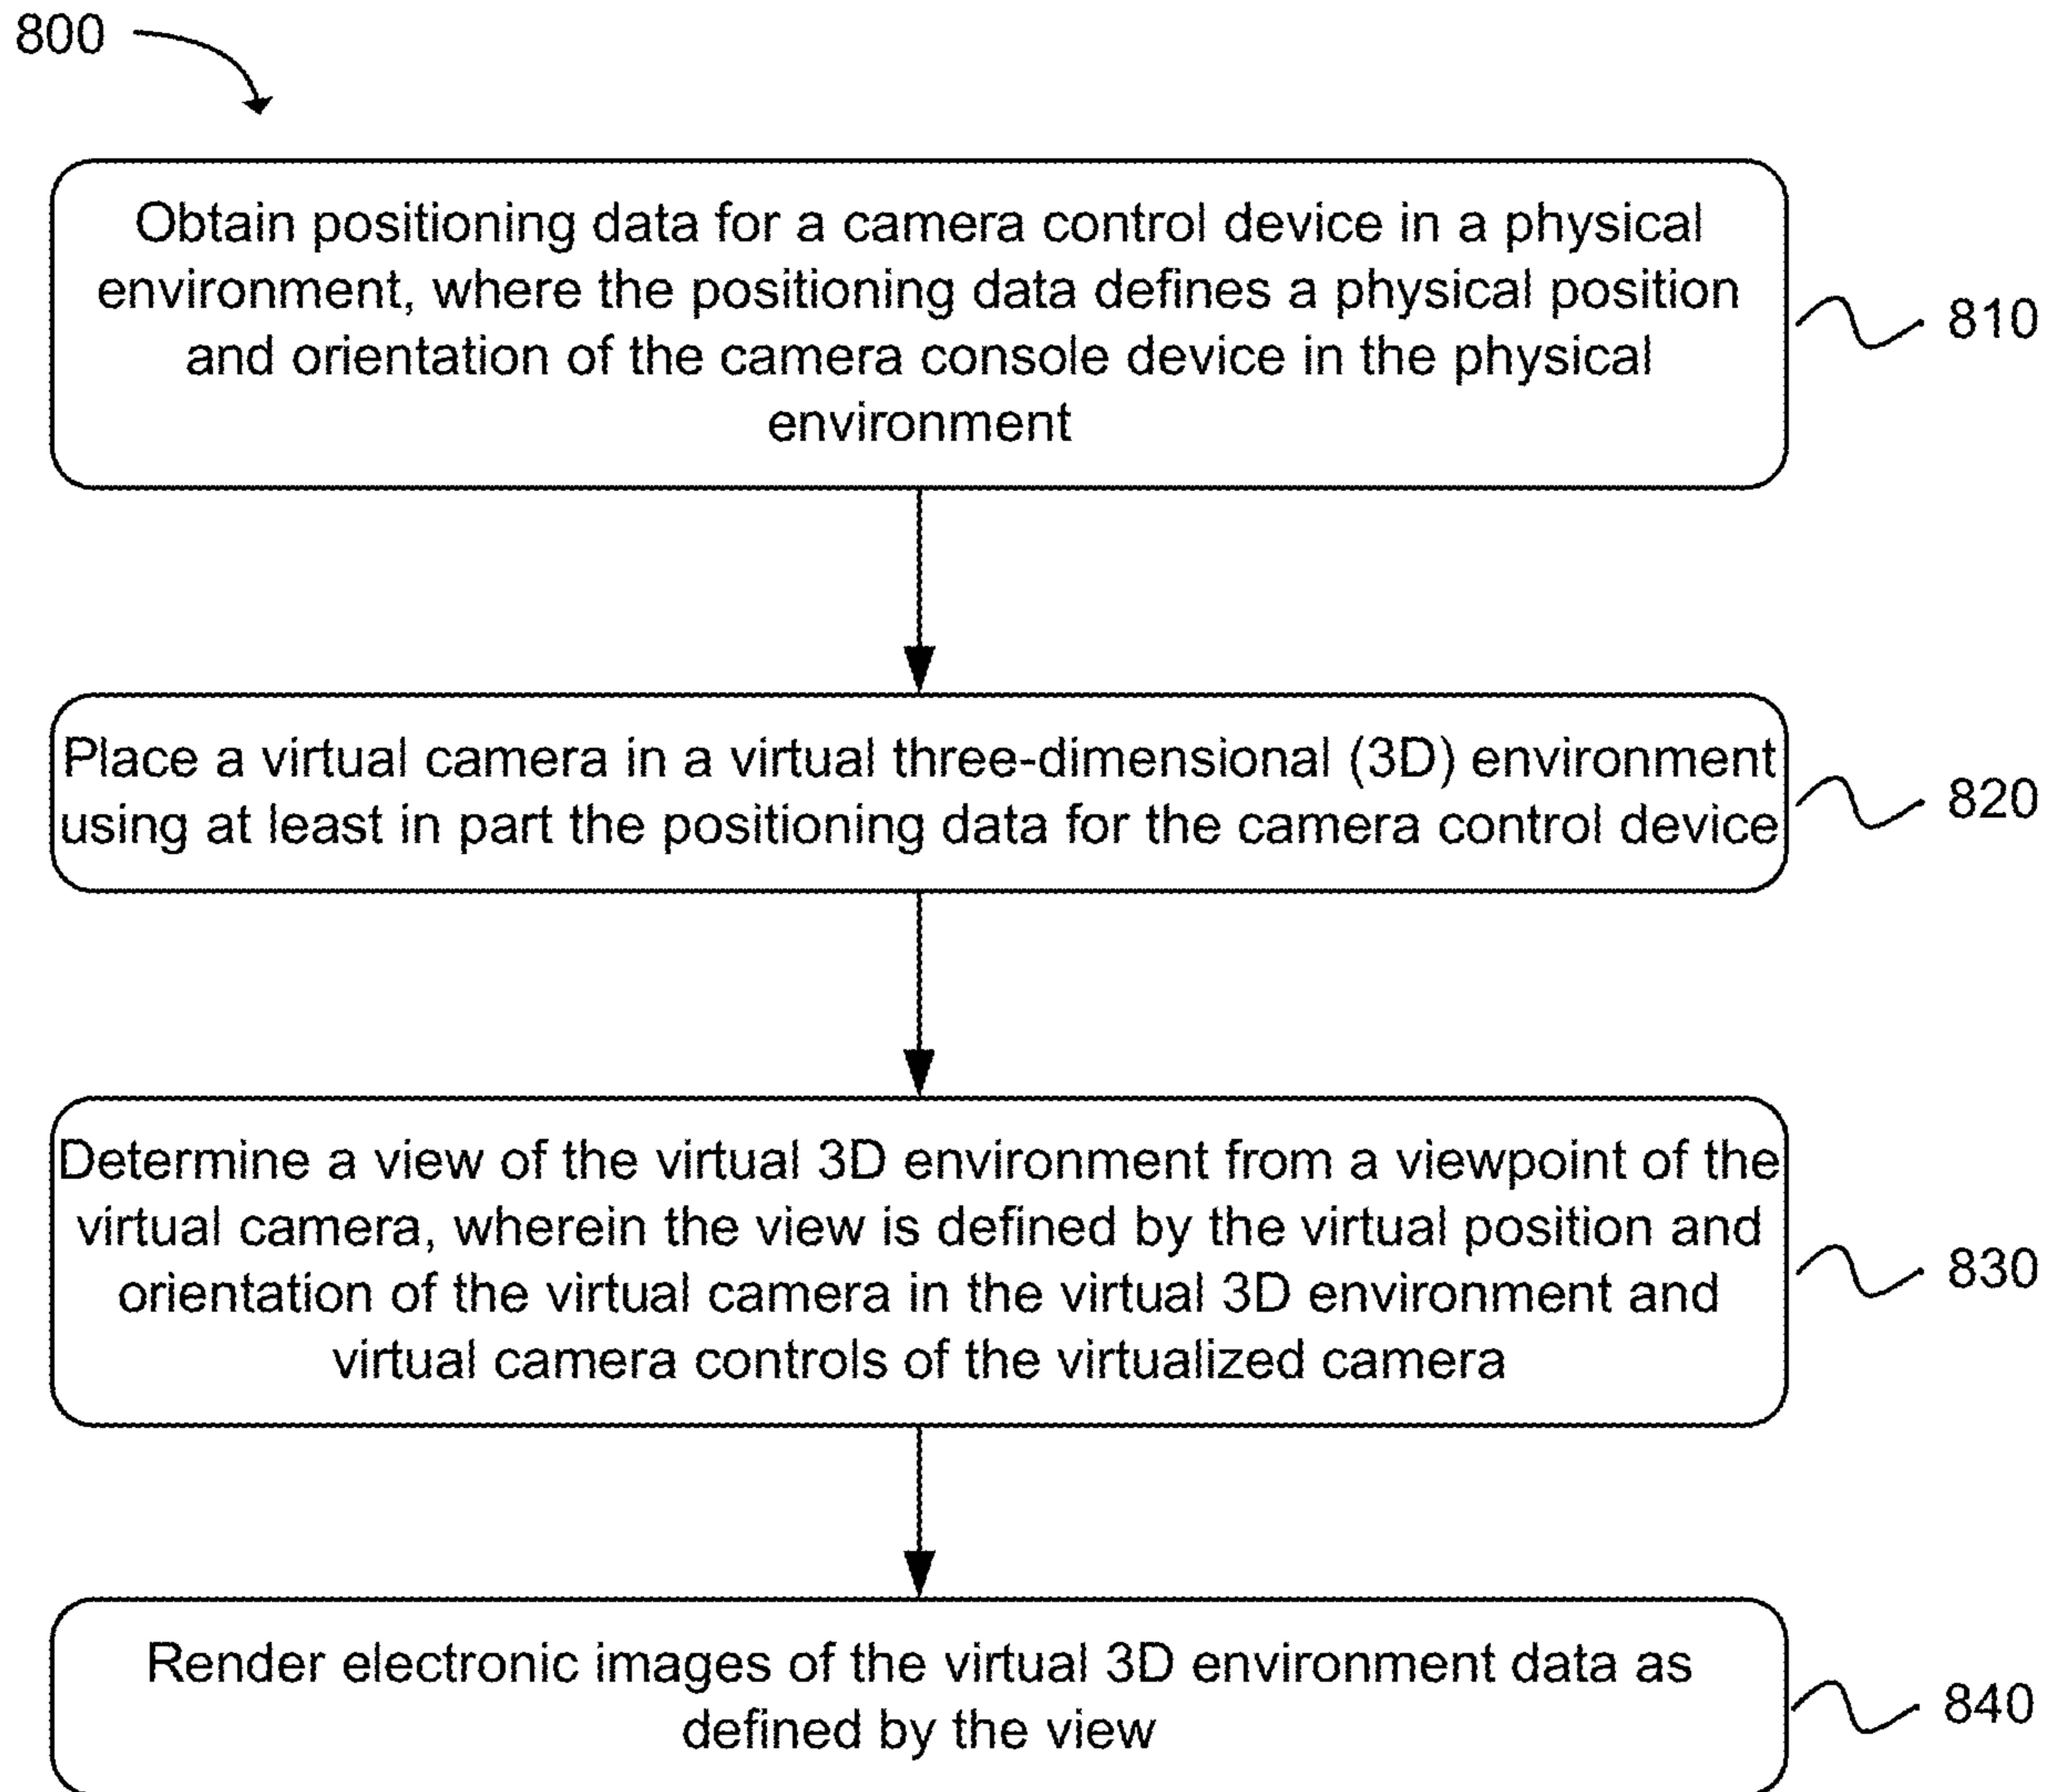 800
Obtain positioning data for a camera control device in a physical
environment, where the positioning data defines a physical position
and orientation of the camera console device in the physical
environment
810
Place a virtual camera in a virtual three-dimensional (3D) environment
using at least in part the positioning data for the camera control device
820
Determine a view of the virtual 3D environment from a viewpoint of the
virtual camera, wherein the view is defined by the virtual position and
orientation of the virtual camera in the virtual 3D environment and
virtual camera controls of the virtualized camera
830
Render electronic images of the virtual 3D environment data as
defined by the view
840